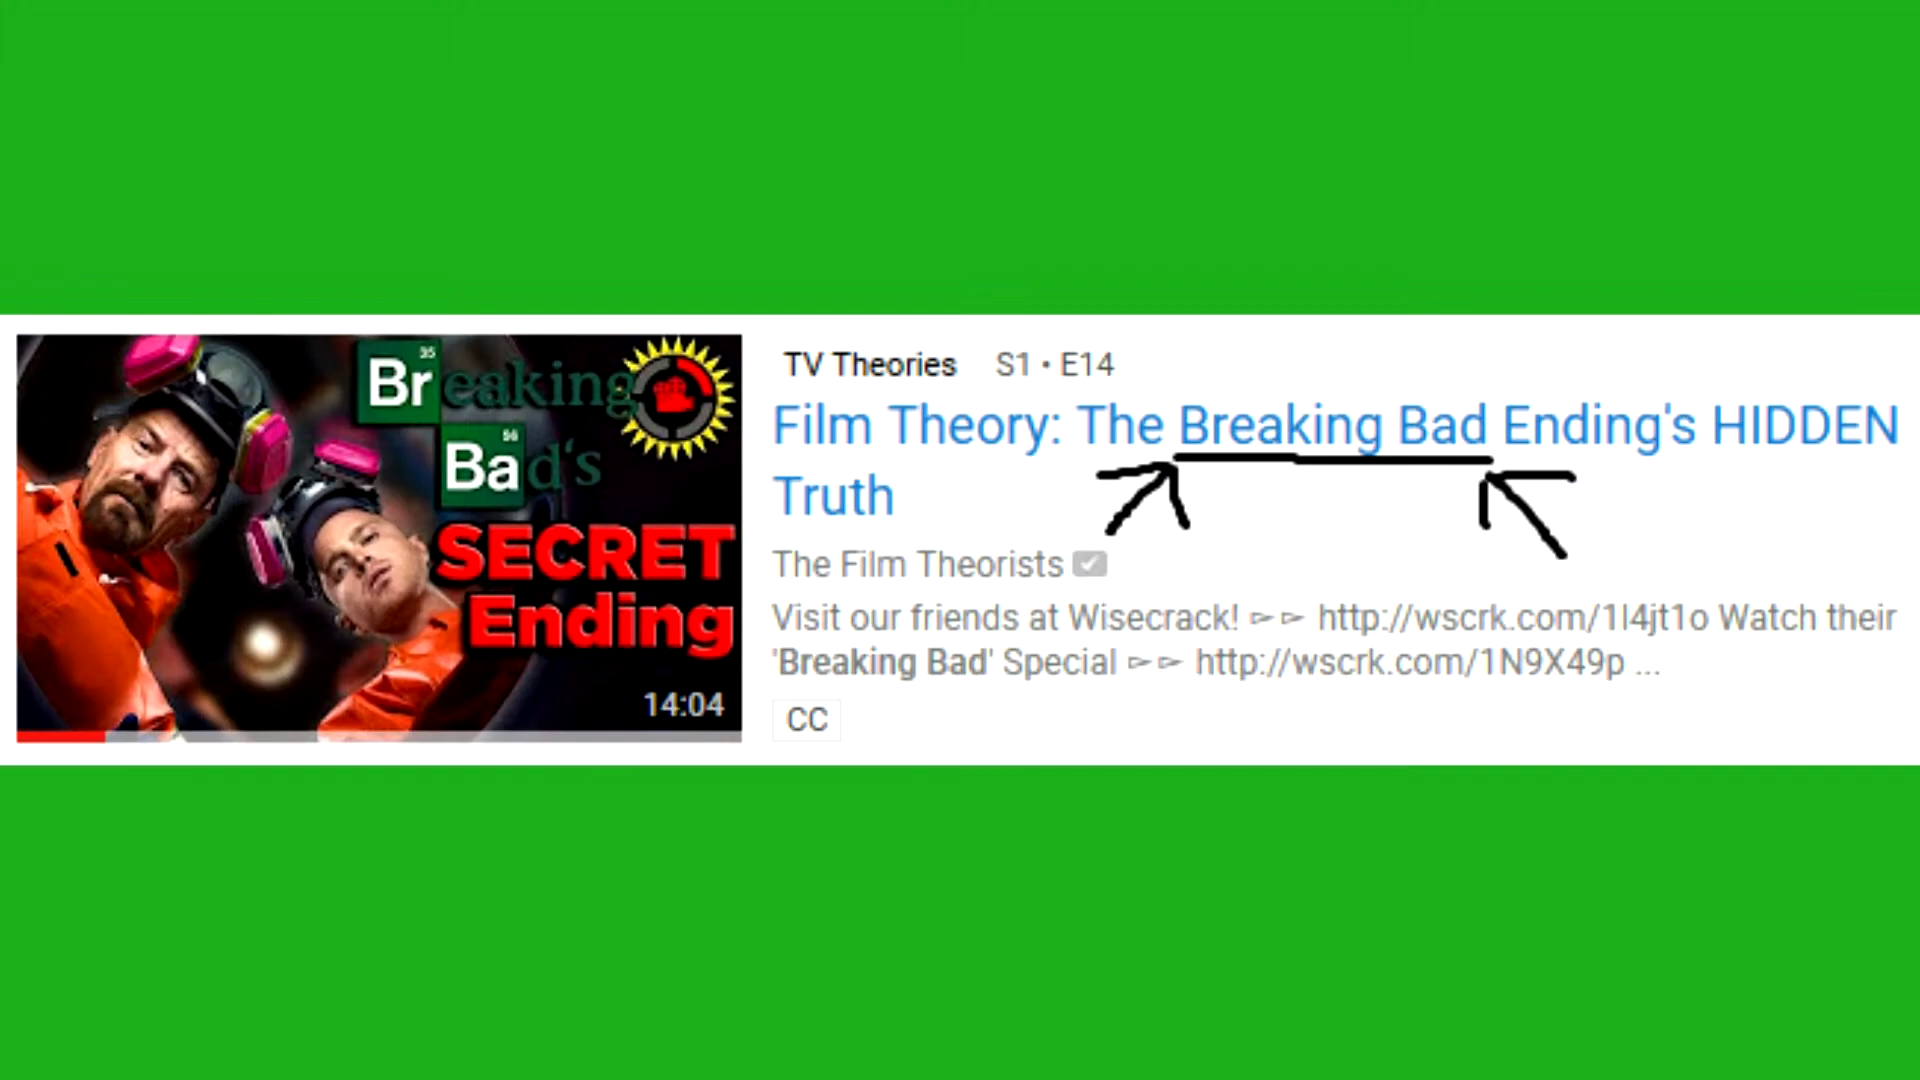 35
Breaking
56
Bad's
SECRET
Ending
14:04
TV Theories S1 • E14
Film Theory: The Breaking Bad Ending's HIDDEN
Truth
The Film Theorists
Visit our friends at Wisecrack! ►► http://wscrk.com/1l4jt1o Watch their
'Breaking Bad' Special ►► http://wscrk.com/1N9X49p ...
CC